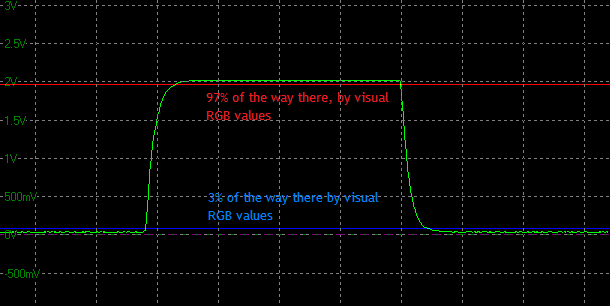 3V
2.5V
2V
97% of the way there, by visual
RGB values
1.5V
1V
500mV
3% of the way there by visual
RGB values
0V
-500mV